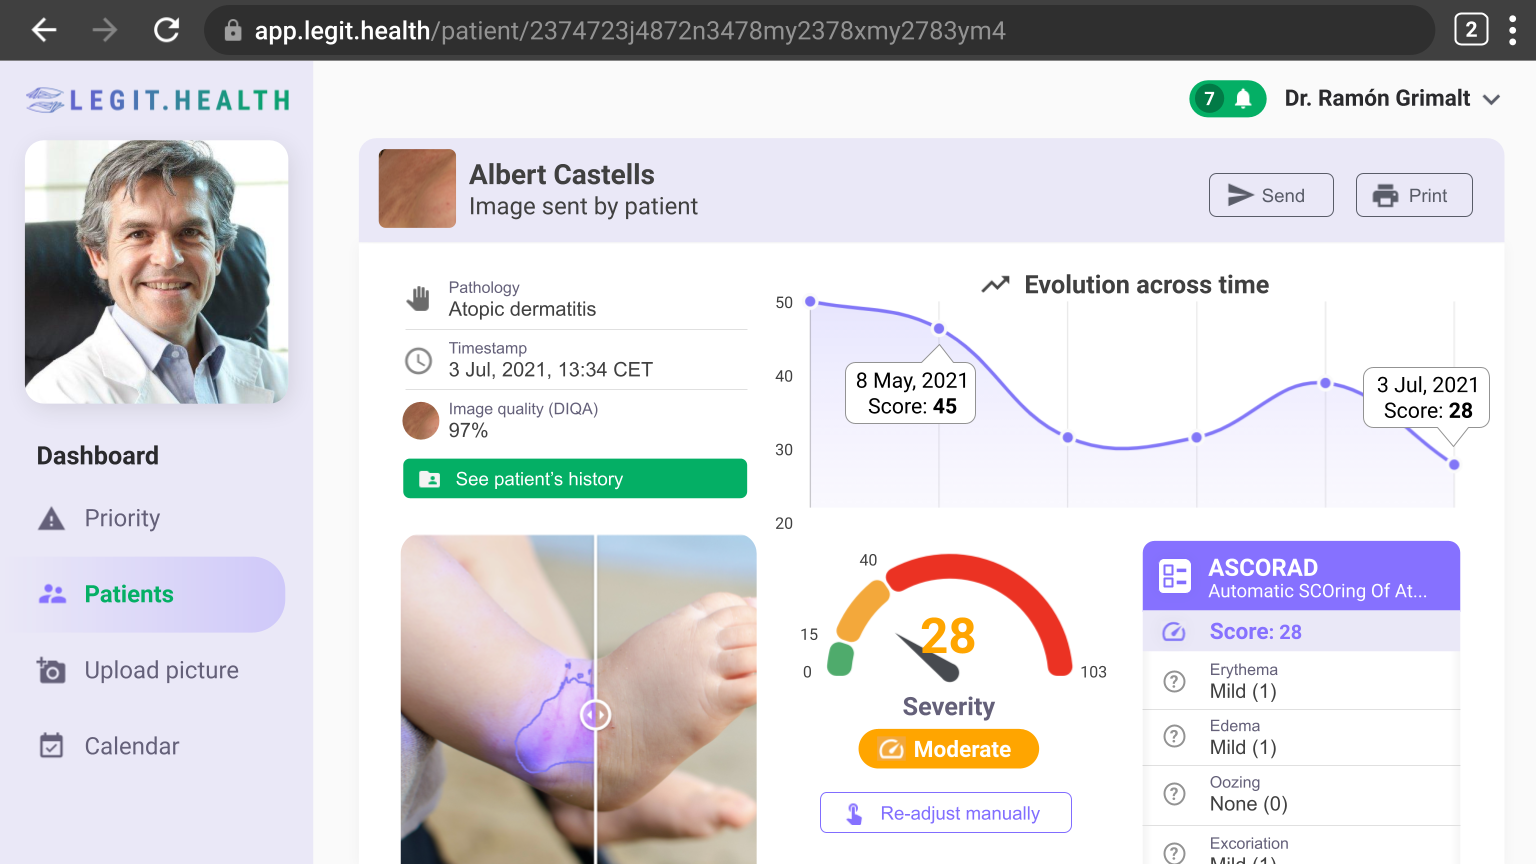 app.legit.health/patient/2374723j4872n3478my2378xmy2783ym4
2
LEGIT.HEALTH
7
Dr. Ramón Grimalt
Albert Castells
Image sent by patient
Send
Print
Dashboard
Priority
Patients
Upload picture
Calendar
Pathology
Atopic dermatitis
Timestamp
3 Jul, 2021, 13:34 CET
Image quality (DIQA)
97%
See patient's history
Evolution across time
50
40
30
20
8 May, 2021
Score: 45
3 Jul, 2021
Score: 28
40
15
0
103
28
Severity
Moderate
Re-adjust manually
ASCORAD
Automatic SCOring Of At...
Score: 28
Erythema
Mild (1)
Edema
Mild (1)
Oozing
None (0)
Excoriation
Mild (1)